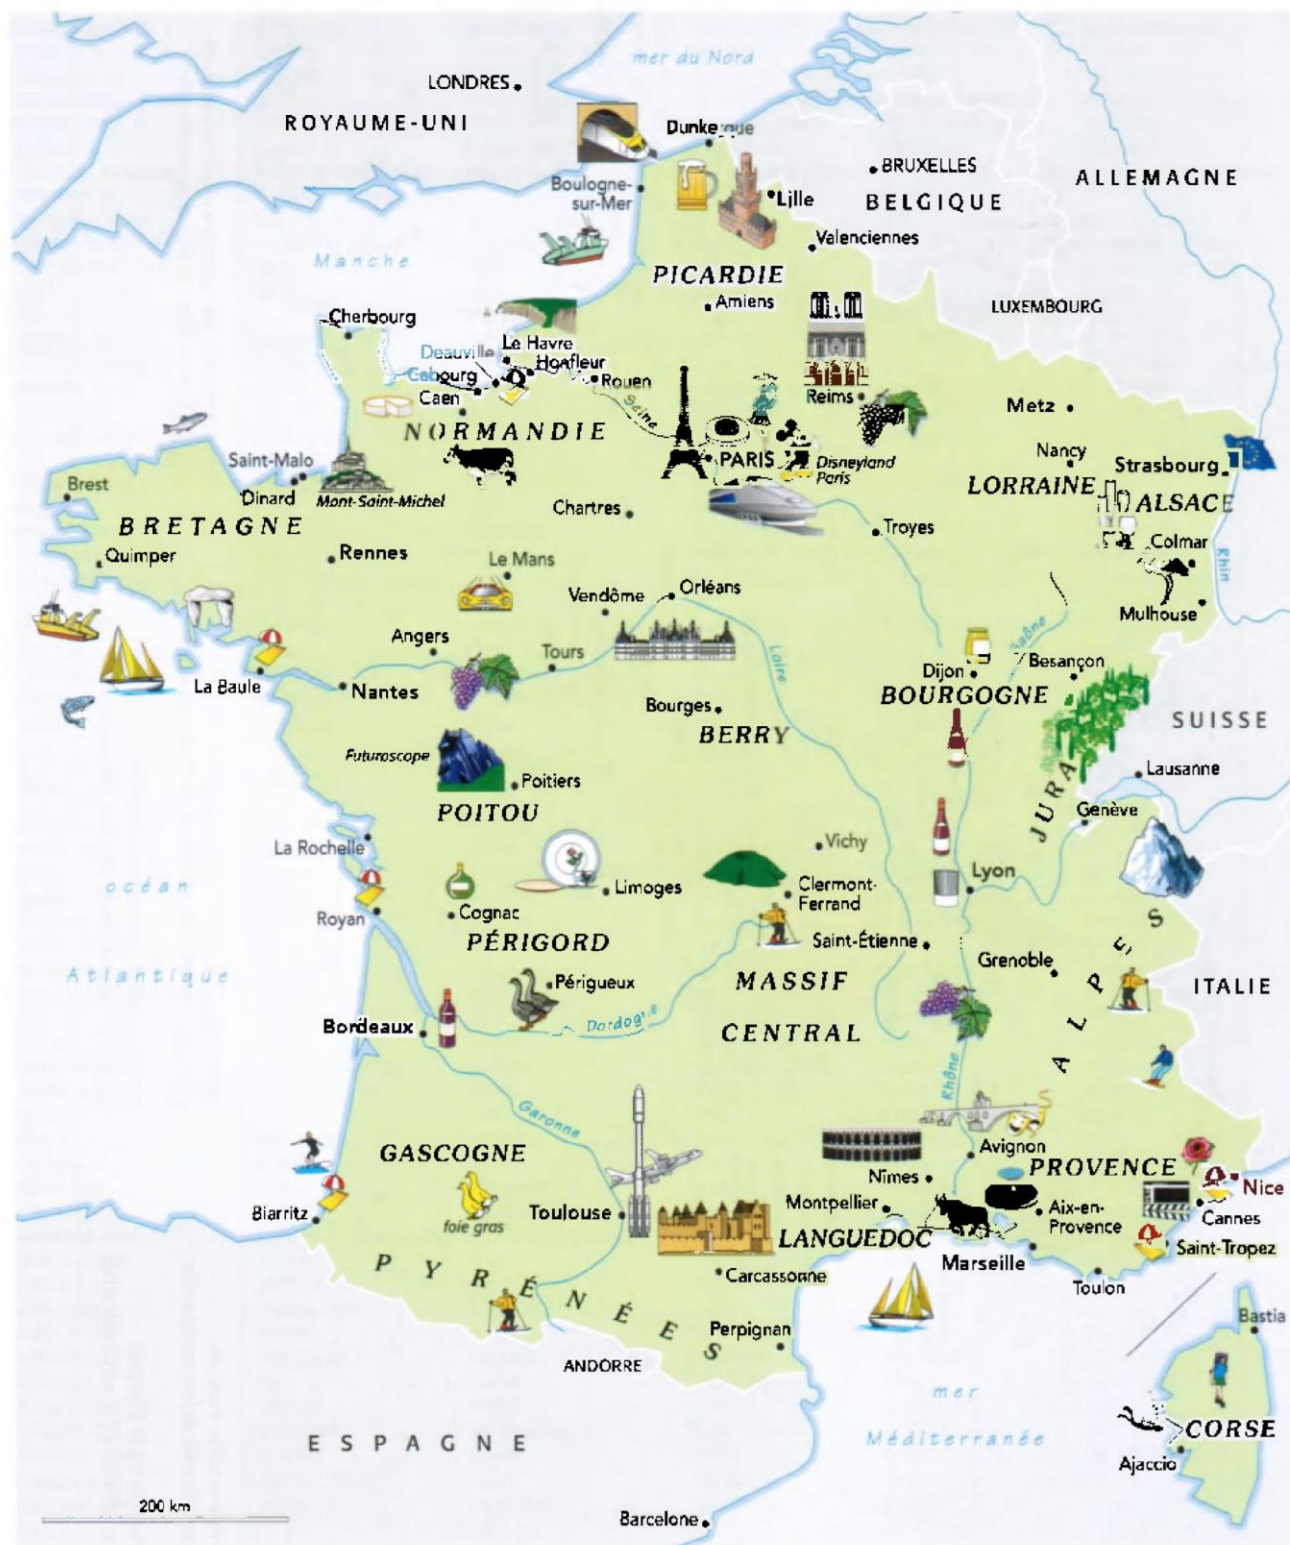 mer du Nord
LONDRES
ROYAUME-UNI
Dunkerque
BRUXELLES
ALLEMAGNE
Boulogne-
sur-Mer
Lille
BELGIQUE
Valenciennes
Manche
PICARDIE
Amiens
LUXEMBOURG
Cherbourg
Le Havre
Deauville
Honfleur
Cabourg
Rouen
Caen
Seine
Reims
Metz
NORMANDIE
PARIS
Disneyland
Paris
Nancy
Strasbourg
Saint-Malo
Brest
Dinard
Mont-Saint-Michel
LORRAINE
ALSACE
Chartres
BRETAGNE
Troyes
Colmar
Quimper
Rennes
Le Mans
Rhin
Vendôme
Orléans
Mulhouse
Angers
Saône
Tours
Loire
Dijon
Besançon
La Baule
Nantes
BOURGOGNE
Bourges
BERRY
SUISSE
Futuroscope
Poitiers
Lausanne
POITOU
JURA
Genève
La Rochelle
Vichy
océan
Limoges
Clermont-
Ferrand
Lyon
Royan
Cognac
PÉRIGORD
Saint-Étienne
Atlantique
Grenoble
Périgueux
MASSIF
ITALIE
Bordeaux
Dordogne
CENTRAL
ALPES
Rhône
Garonne
GASCOGNE
Avignon
PROVENCE
Nîmes
Nice
Biarritz
foie gras
Toulouse
Montpellier
Aix-en-
Provence
Cannes
LANGUEDOC
Saint-Tropez
Marseille
PYRÉNÉES
Carcassonne
Toulon
Bastia
Perpignan
ANDORRE
mer
Méditerranée
CORSE
ESPAGNE
Ajaccio
200 km
Barcelone